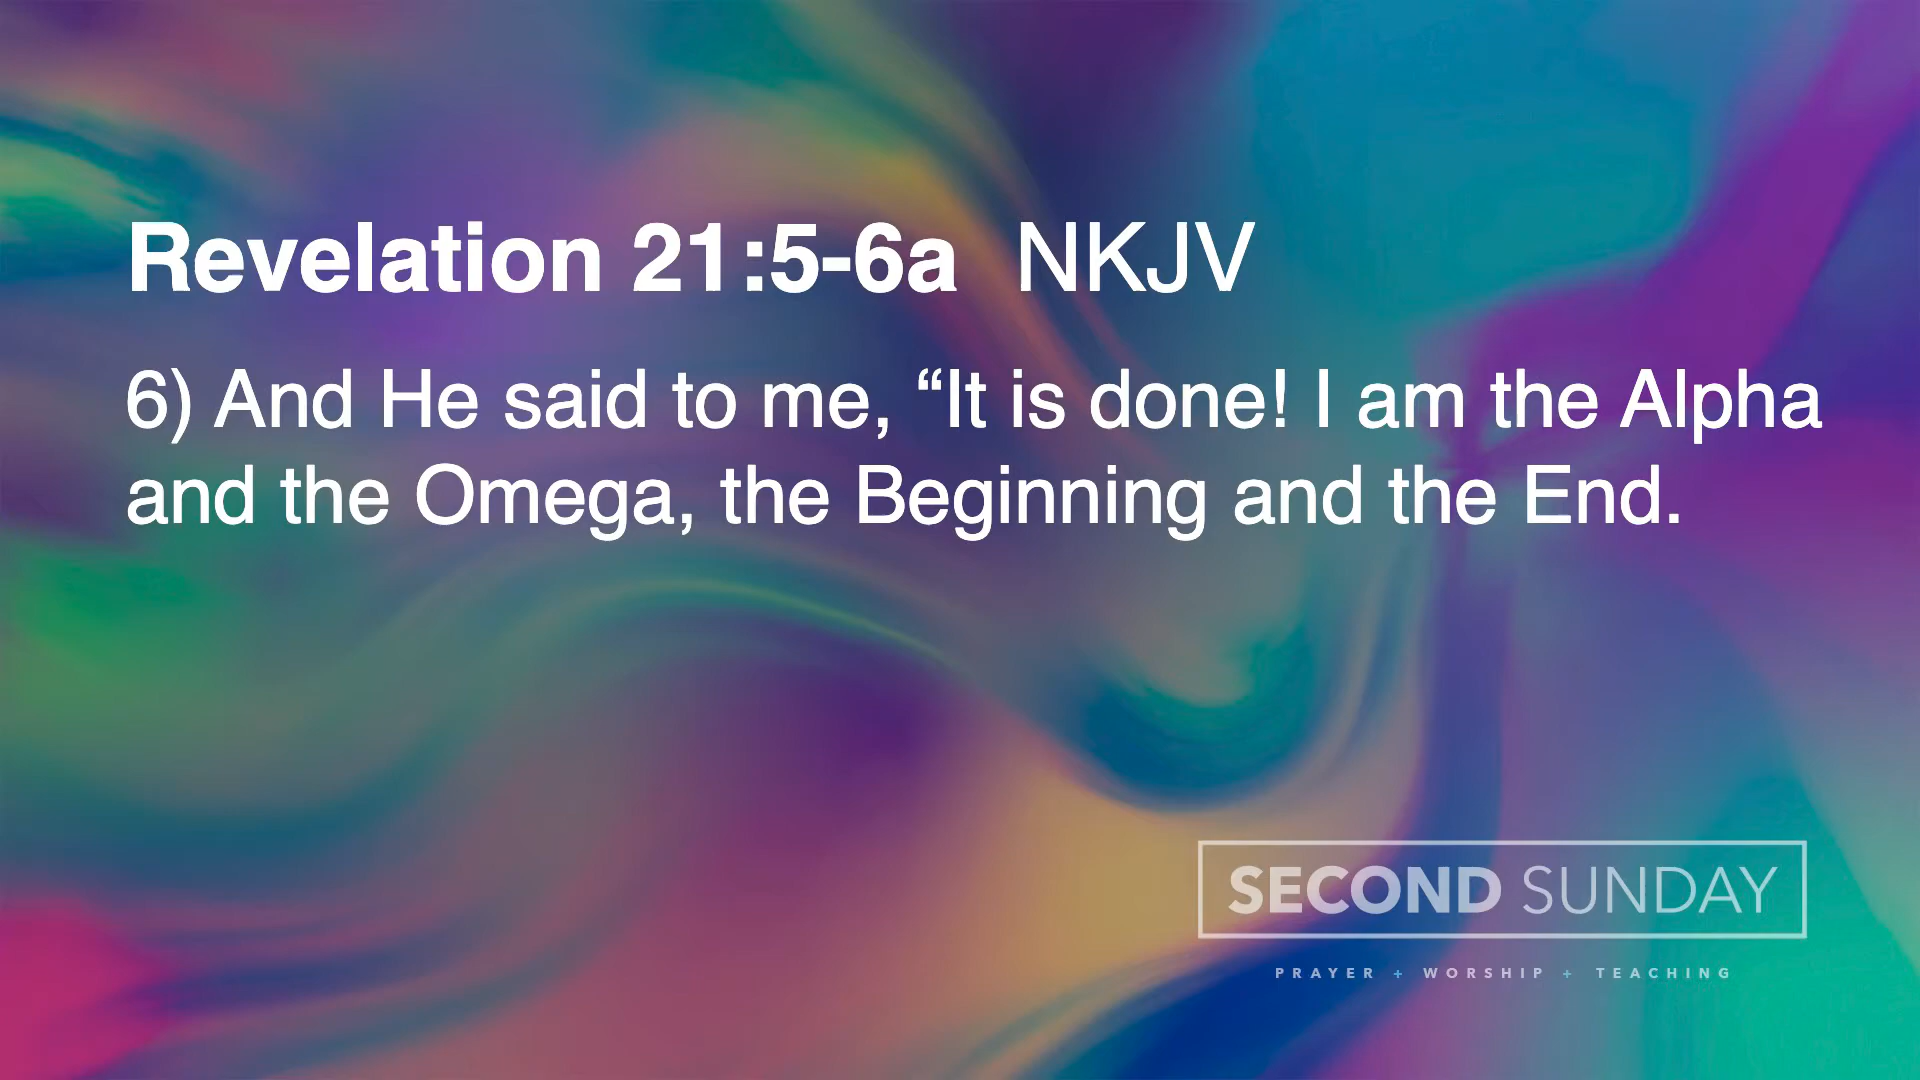 Revelation 21:5-6a NKJV
6) And He said to me, “It is done! I am the Alpha
and the Omega, the Beginning and the End.
SECOND SUNDAY
PRAYER + WORSHIP + TEACHING